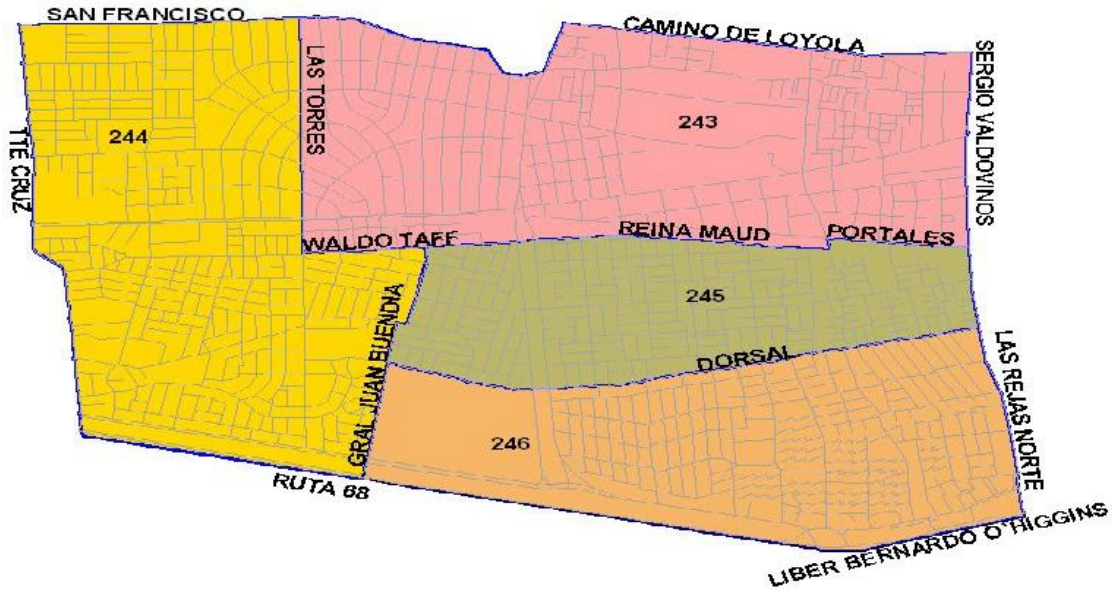 SAN FRANCISCO
CAMINO DE LOYOLA
LAS TORRES
SERGIO VALDOVINOS
TTE CRUZ
244
243
WALDO TAFF
REINA MAUD
PORTALES
GRAL JUAN BUENDIA
245
DORSAL
LAS REJAS NORTE
246
RUTA 68
LIBER BERNARDO O'HIGGINS